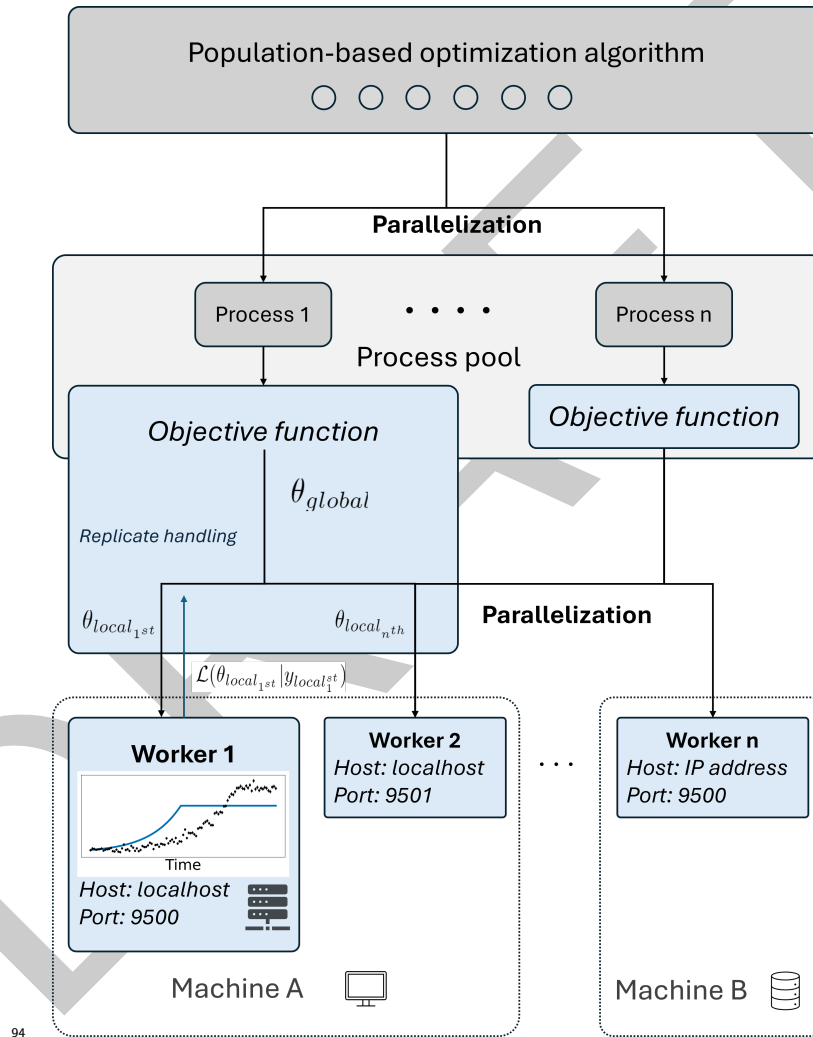 Population-based optimization algorithm
Parallelization
Process 1
. . . .
Process n
Process pool
Objective function
Objective function
θ_global
Replicate handling
θ_local_1st
θ_local_nth
Parallelization
ℒ(θ_local_1st|y_local_1^st)
Worker 1
Time
Host: localhost
Port: 9500
Worker 2
Host: localhost
Port: 9501
. . .
Worker n
Host: IP address
Port: 9500
Machine A
Machine B
94